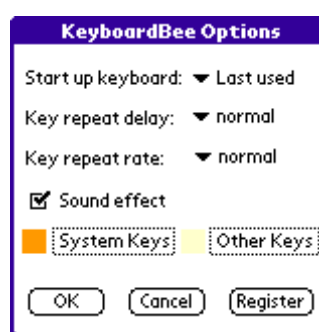 KeyboardBee Options
Start up keyboard: Last used
Key repeat delay: normal
Key repeat rate: normal
Sound effect
System Keys Other Keys
OK Cancel Register